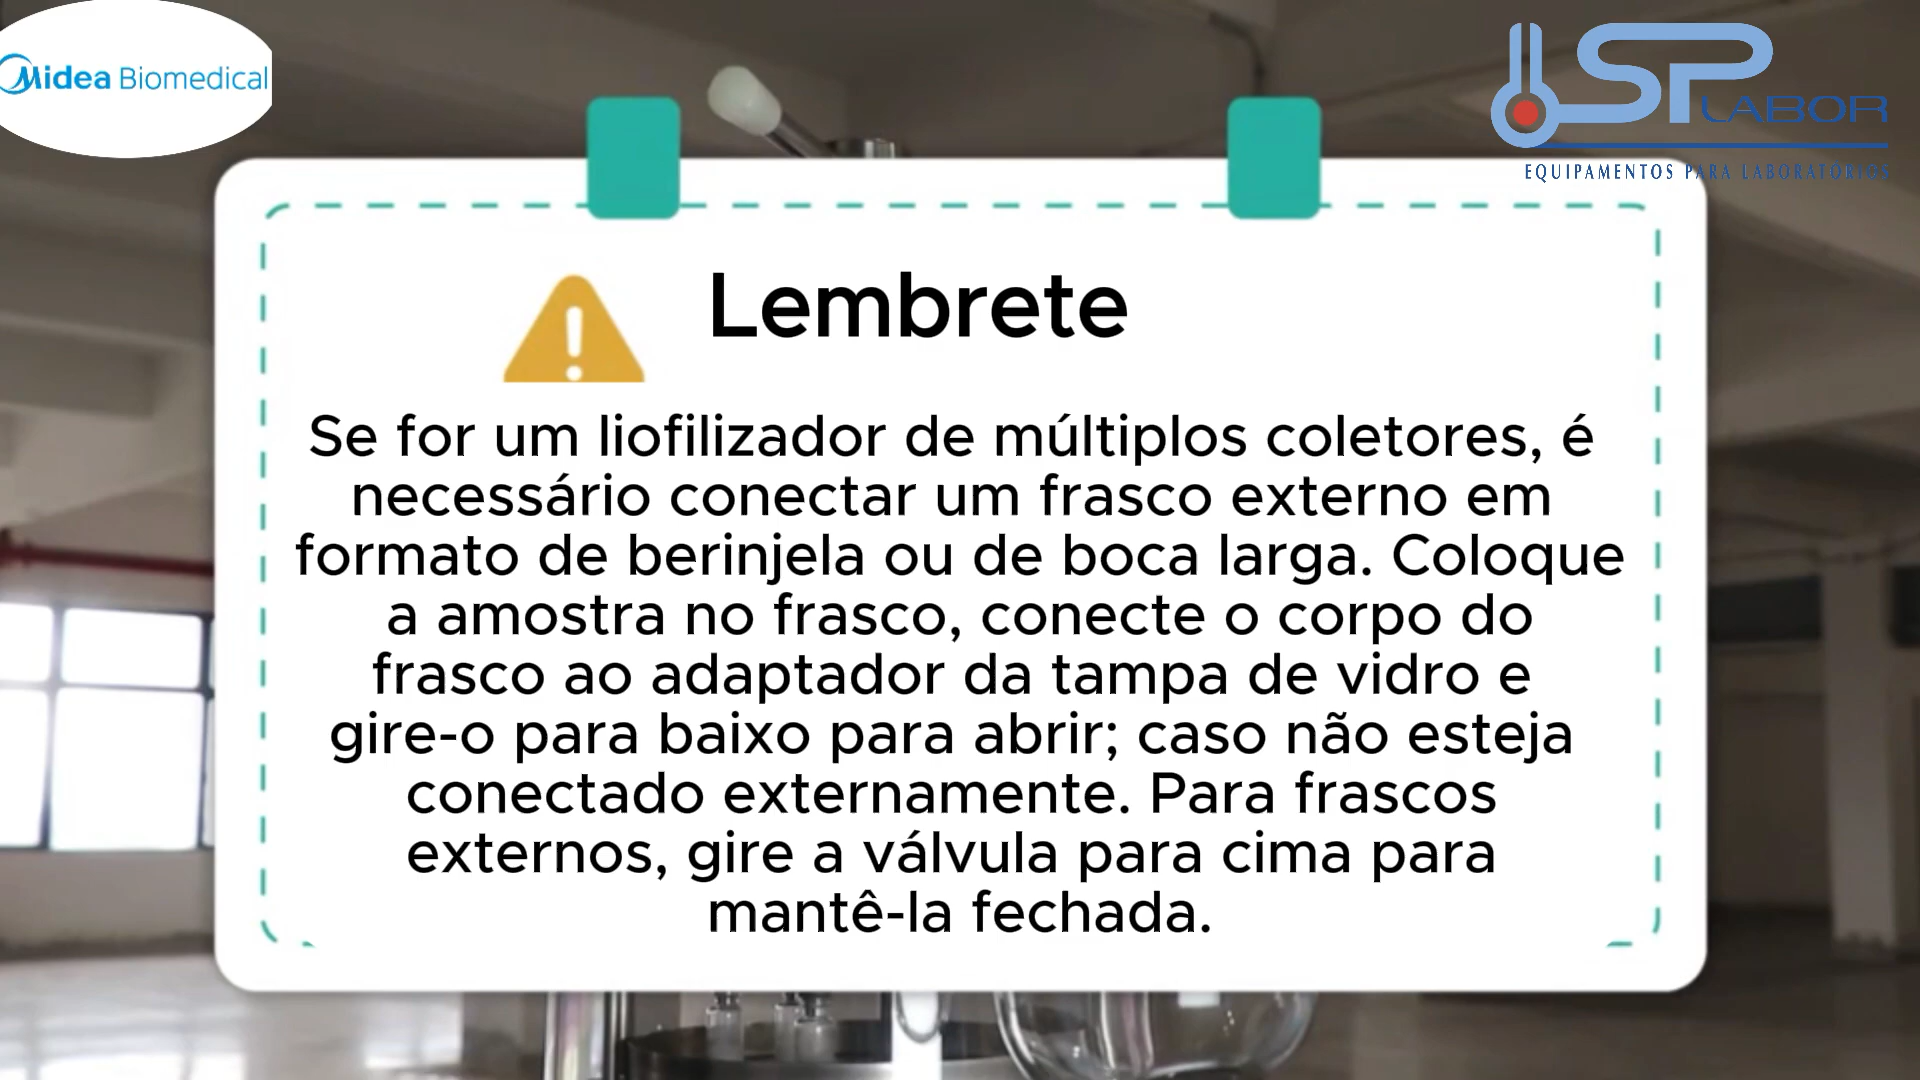 Midea Biomedical
SP LABOR
EQUIPAMENTOS PARA LABORATÓRIOS
Lembrete
Se for um liofilizador de múltiplos coletores, é
necessário conectar um frasco externo em
formato de berinjela ou de boca larga. Coloque
a amostra no frasco, conecte o corpo do
frasco ao adaptador da tampa de vidro e
gire-o para baixo para abrir; caso não esteja
conectado externamente. Para frascos
externos, gire a válvula para cima para
mantê-la fechada.